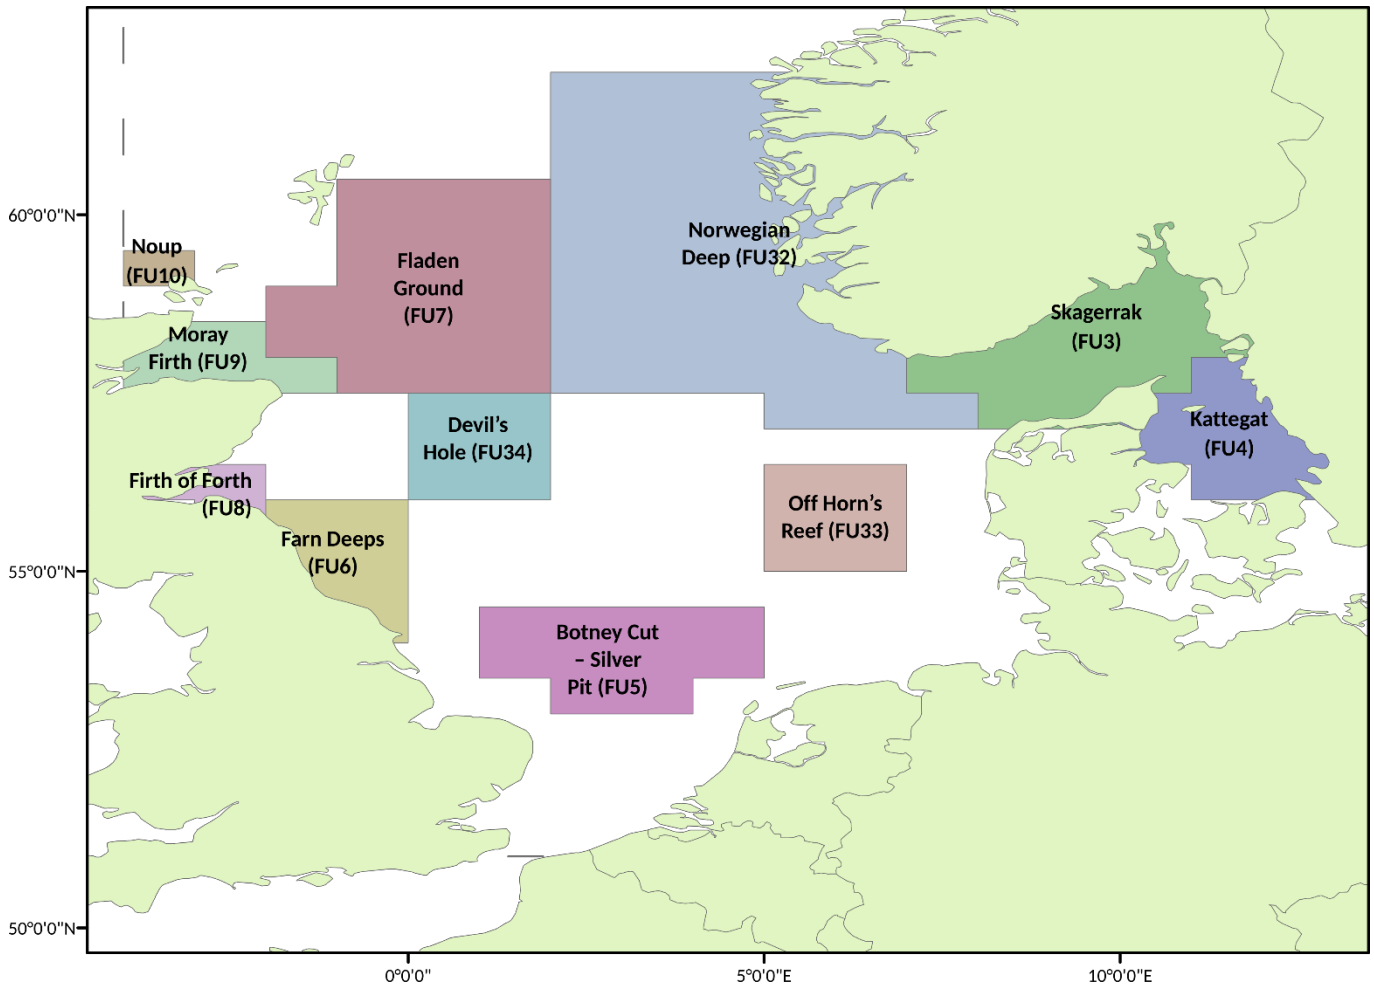 60°0'0"N
55°0'0"N
50°0'0"N
Noup
(FU10)
Moray
Firth (FU9)
Fladen
Ground
(FU7)
Norwegian
Deep (FU32)
Skagerrak
(FU3)
Kattegat
(FU4)
Devil's
Hole (FU34)
Firth of Forth
(FU8)
Farn Deeps
(FU6)
Off Horn's
Reef (FU33)
Botney Cut
– Silver
Pit (FU5)
0°0'0"
5°0'0"E
10°0'0"E